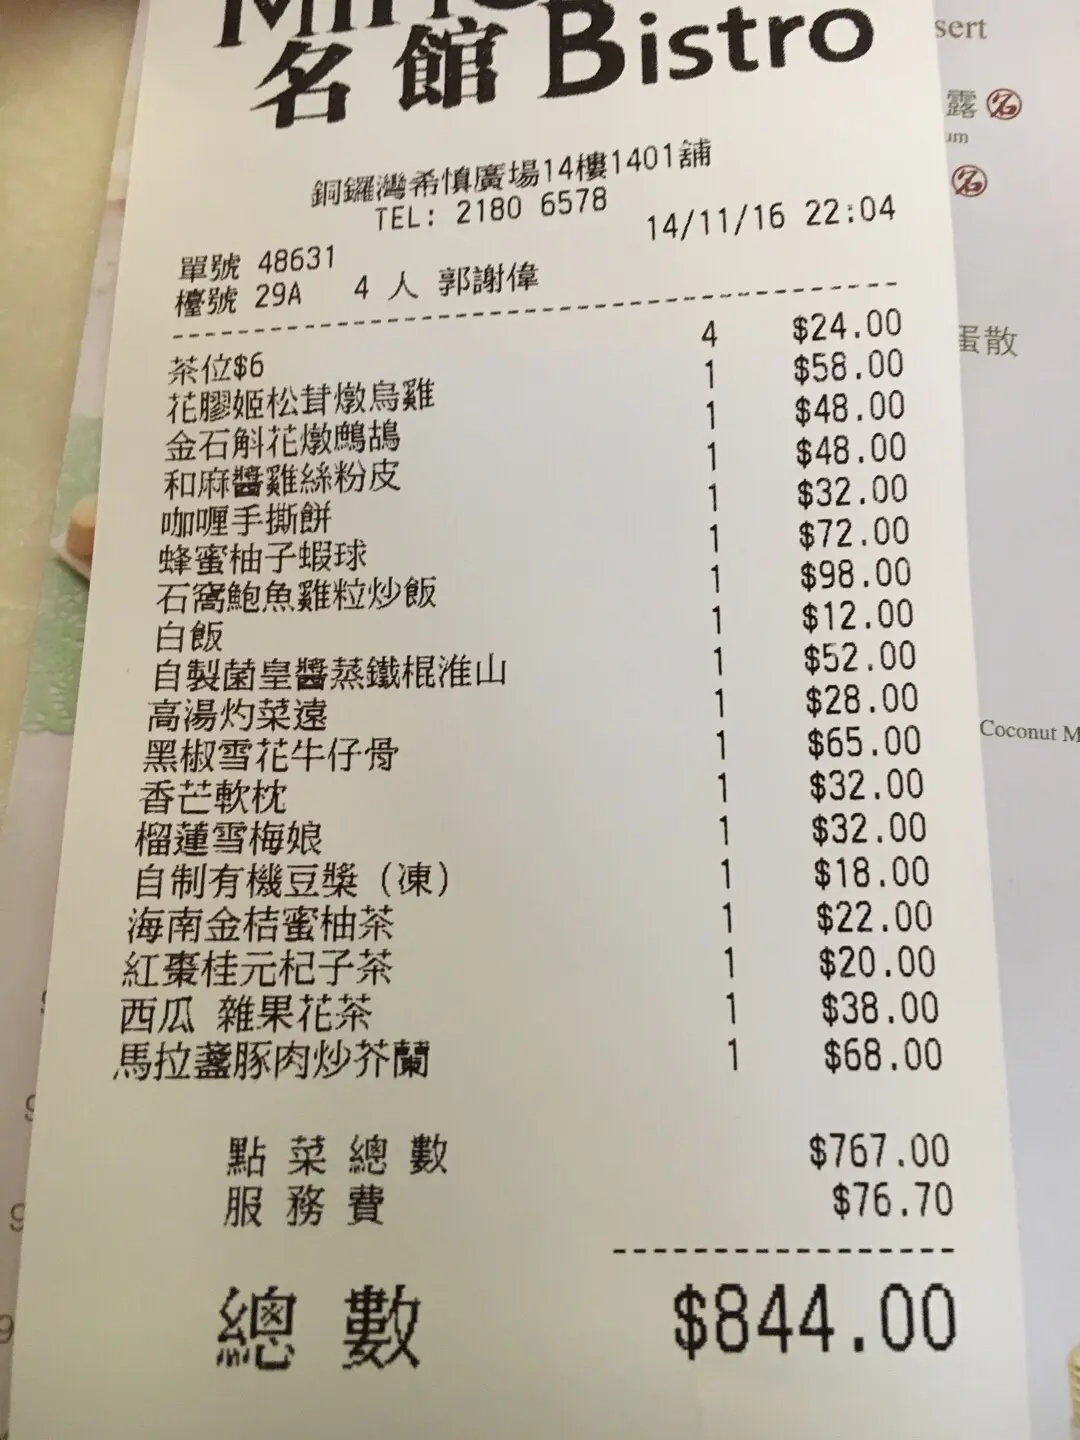 名館 Bistro
銅鑼灣希慎廣場14樓1401舖
TEL: 2180 6578
14/11/16 22:04
單號 48631
檯號 29A 4 人 郭謝偉
茶位$6 4 $24.00
花膠姬松茸燉烏雞 1 $58.00
金石斛花燉鷓鴣 1 $48.00
和麻醬雞絲粉皮 1 $48.00
咖喱手撕餅 1 $32.00
蜂蜜柚子蝦球 1 $72.00
石窩鮑魚雞粒炒飯 1 $98.00
白飯 1 $12.00
自製菌皇醬蒸鐵棍淮山 1 $52.00
高湯灼菜遠 1 $28.00
黑椒雪花牛仔骨 1 $65.00
香芒軟枕 1 $32.00
榴蓮雪梅娘 1 $32.00
自制有機豆漿（凍） 1 $18.00
海南金桔蜜柚茶 1 $22.00
紅棗桂元杞子茶 1 $20.00
西瓜 雜果花茶 1 $38.00
馬拉盞豚肉炒芥蘭 1 $68.00
點菜總數 $767.00
服務費 $76.70
總數 $844.00
sert
露 名
um
名
蛋散
Coconut M